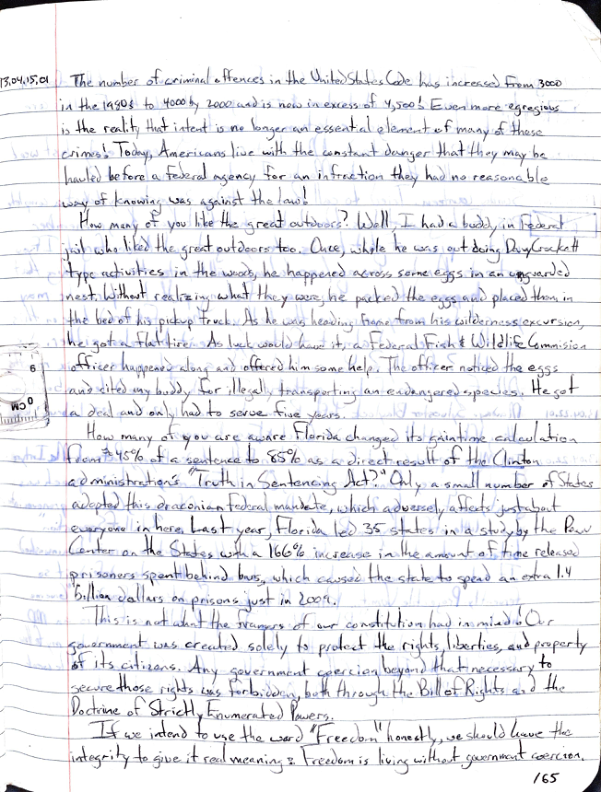 13,04,15,01 The number of criminal offences in the United States Code has increased from 3000
in the 1980s to 4000 by 2000 and is now in excess of 4,500! Even more egregious
is the reality that intent is no longer an essential element of many of these
crimes! Today, Americans live with the constant danger that they may be
hauled before a federal agency for an infraction they had no reasonable
way of knowing was against the law!
How many of you like the great outdoors? Well, I had a buddy in Federal
jail who liked the great outdoors too. Once, while he was out doing Davy Crockett
type activities in the woods, he happened across some eggs in an unguarded
nest. Without realizing what they were, he packed the eggs and placed them in
the bed of his pickup truck. As he was heading home from his wilderness excursion,
he got a flat tire. As luck would have it, a Federal Fish & Wildlife Commision
officer happened along and offered him some help. The officer noticed the eggs
and cited my buddy for illegally transporting an endangered species. He got
a deal and only had to serve five years.
How many of you are aware Florida changed its gaintime calculation
from 45% of a sentence to 85% as a direct result of the Clinton
administration's "Truth in Sentencing Act?" Only a small number of States
adopted this draconian federal mandate, which adversely affects just about
everyone in here. Last year, Florida led 35 states in a study by the Pew
Center on the States with a 166% increase in the amount of time released
prisoners spent behind bars, which caused the state to spend an extra 1.4
billion dollars on prisons just in 2009.
This is not what the framers of our constitution had in mind! Our
government was created solely to protect the rights, liberties, and property
of its citizens. Any government coercion beyond that necessary to
secure those rights was forbidden, both through the Bill of Rights and the
Doctrine of Strictly Enumerated Powers.
If we intend to use the word "Freedom" honestly, we should have the
integrity to give it real meaning: Freedom is living without government coercion.
165
9
0 CM